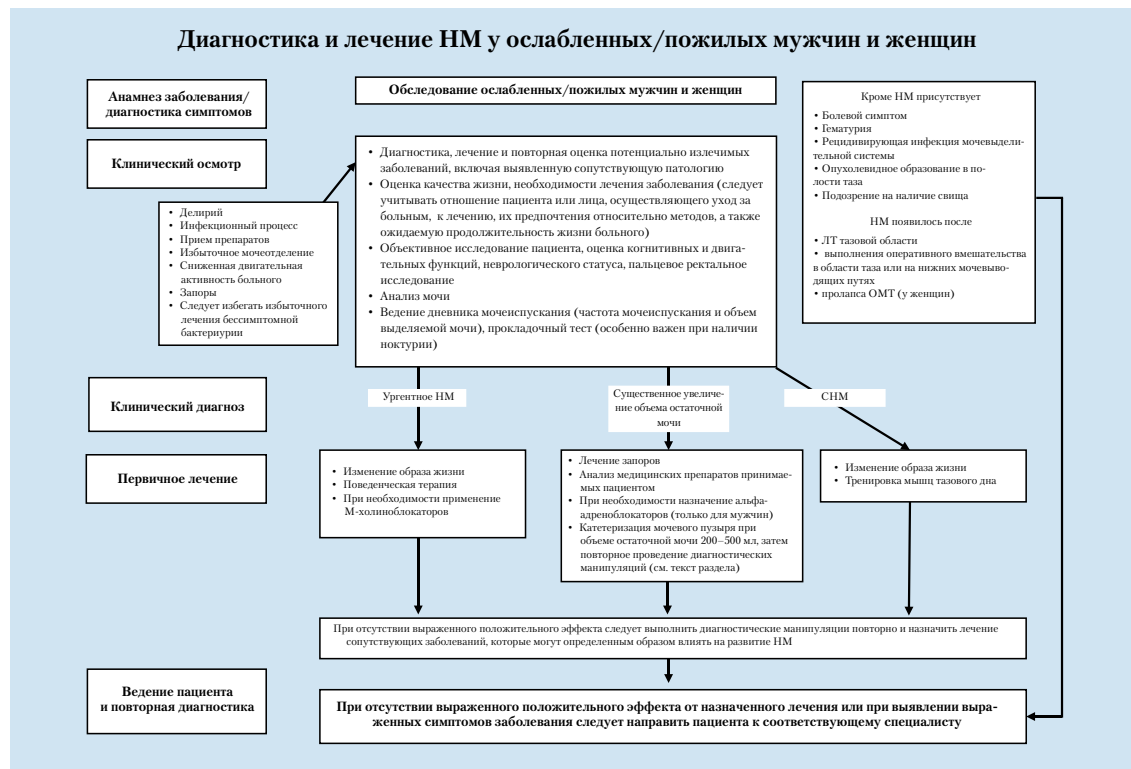 Диагностика и лечение НМ у ослабленных/пожилых мужчин и женщин
Анамнез заболевания/
диагностика симптомов
Обследование ослабленных/пожилых мужчин и женщин
Кроме НМ присутствует
• Болевой симптом
• Гематурия
• Рецидивирующая инфекция мочевыдели-
тельной системы
• Опухолевидное образование в по-
лости таза
• Подозрение на наличие свища
НМ появилось после
• ЛТ тазовой области
• выполнения оперативного вмешательства
в области таза или на нижних мочевыво-
дящих путях
• пролапса ОМТ (у женщин)
Клинический осмотр
• Делирий
• Инфекционный процесс
• Прием препаратов
• Избыточное мочеотделение
• Сниженная двигательная
активность больного
• Запоры
• Следует избегать избыточного
лечения бессимптомной
бактериурии
• Диагностика, лечение и повторная оценка потенциально излечимых
заболеваний, включая выявленную сопутствующую патологию
• Оценка качества жизни, необходимости лечения заболевания (следует
учитывать отношение пациента или лица, осуществляющего уход за
больным, к лечению, их предпочтения относительно методов, а также
ожидаемую продолжительность жизни больного)
• Объективное исследование пациента, оценка когнитивных и двига-
тельных функций, неврологического статуса, пальцевое ректальное
исследование
• Анализ мочи
• Ведение дневника мочеиспускания (частота мочеиспускания и объем
выделяемой мочи), прокладочный тест (особенно важен при наличии
ноктурии)
Клинический диагноз
Ургентное НМ
Существенное увеличе-
ние объема остаточной
мочи
СНМ
Первичное лечение
• Изменение образа жизни
• Поведенческая терапия
• При необходимости применение
М-холиноблокаторов
• Лечение запоров
• Анализ медицинских препаратов принимае-
мых пациентом
• При необходимости назначение альфа-
адреноблокаторов (только для мужчин)
• Катетеризация мочевого пузыря при
объеме остаточной мочи 200–500 мл, затем
повторное проведение диагностических
манипуляций (см. текст раздела)
• Изменение образа жизни
• Тренировка мышц тазового дна
При отсутствии выраженного положительного эффекта следует выполнить диагностические манипуляции повторно и назначить лечение
сопутствующих заболеваний, которые могут определенным образом влиять на развитие НМ
Ведение пациента
и повторная диагностика
При отсутствии выраженного положительного эффекта от назначенного лечения или при выявлении выра-
женных симптомов заболевания следует направить пациента к соответствующему специалисту